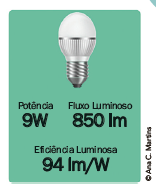 Potência Fluxo Luminoso
9W 850 lm
Eficiência Luminosa
94 lm/W
© Ana C. Martins